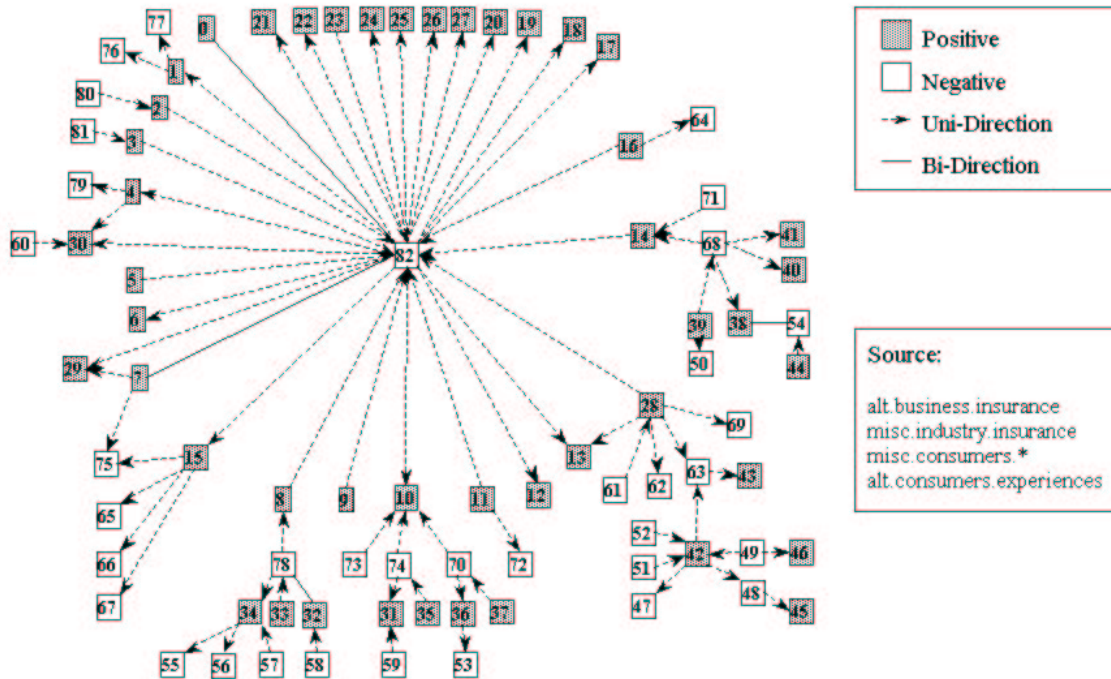 77 0 21 22 23 24 25 26 27 20 19 18 17
76 1
80 2
81 3
64
16
79 4
71
60 30
14 68 41
82
40
5
6
39 38 54
29 7
50 44
28
69
75 15
13
63 43
61 62
65
8 9 10 11 12
52
66
42 49 46
78 73 74 70 72
51
67
47 48
34 33 32 31 35 36 37
45
55 56 57 58 59 53
Positive
Negative
Uni-Direction
Bi-Direction
Source:
alt.business.insurance
misc.industry.insurance
misc.consumers.*
alt.consumers.experiences